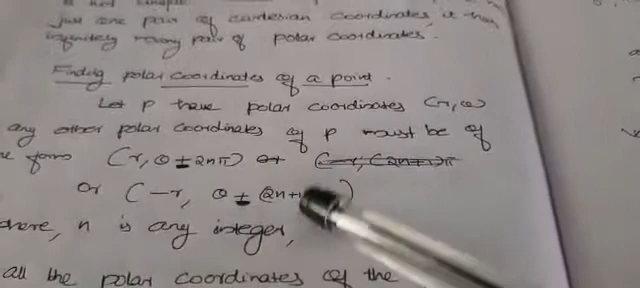 just one pair of cartesian coordinates, it has
infinitely many pair of polar coordinates.
Finding polar coordinates of a point.
Let P have polar coordinates (r, θ)
any other polar coordinates of P must be of
form (r, θ ± 2nπ) or
or (-r, θ ± (2n+ )
where, n is any integer,
all the polar coordinates of the